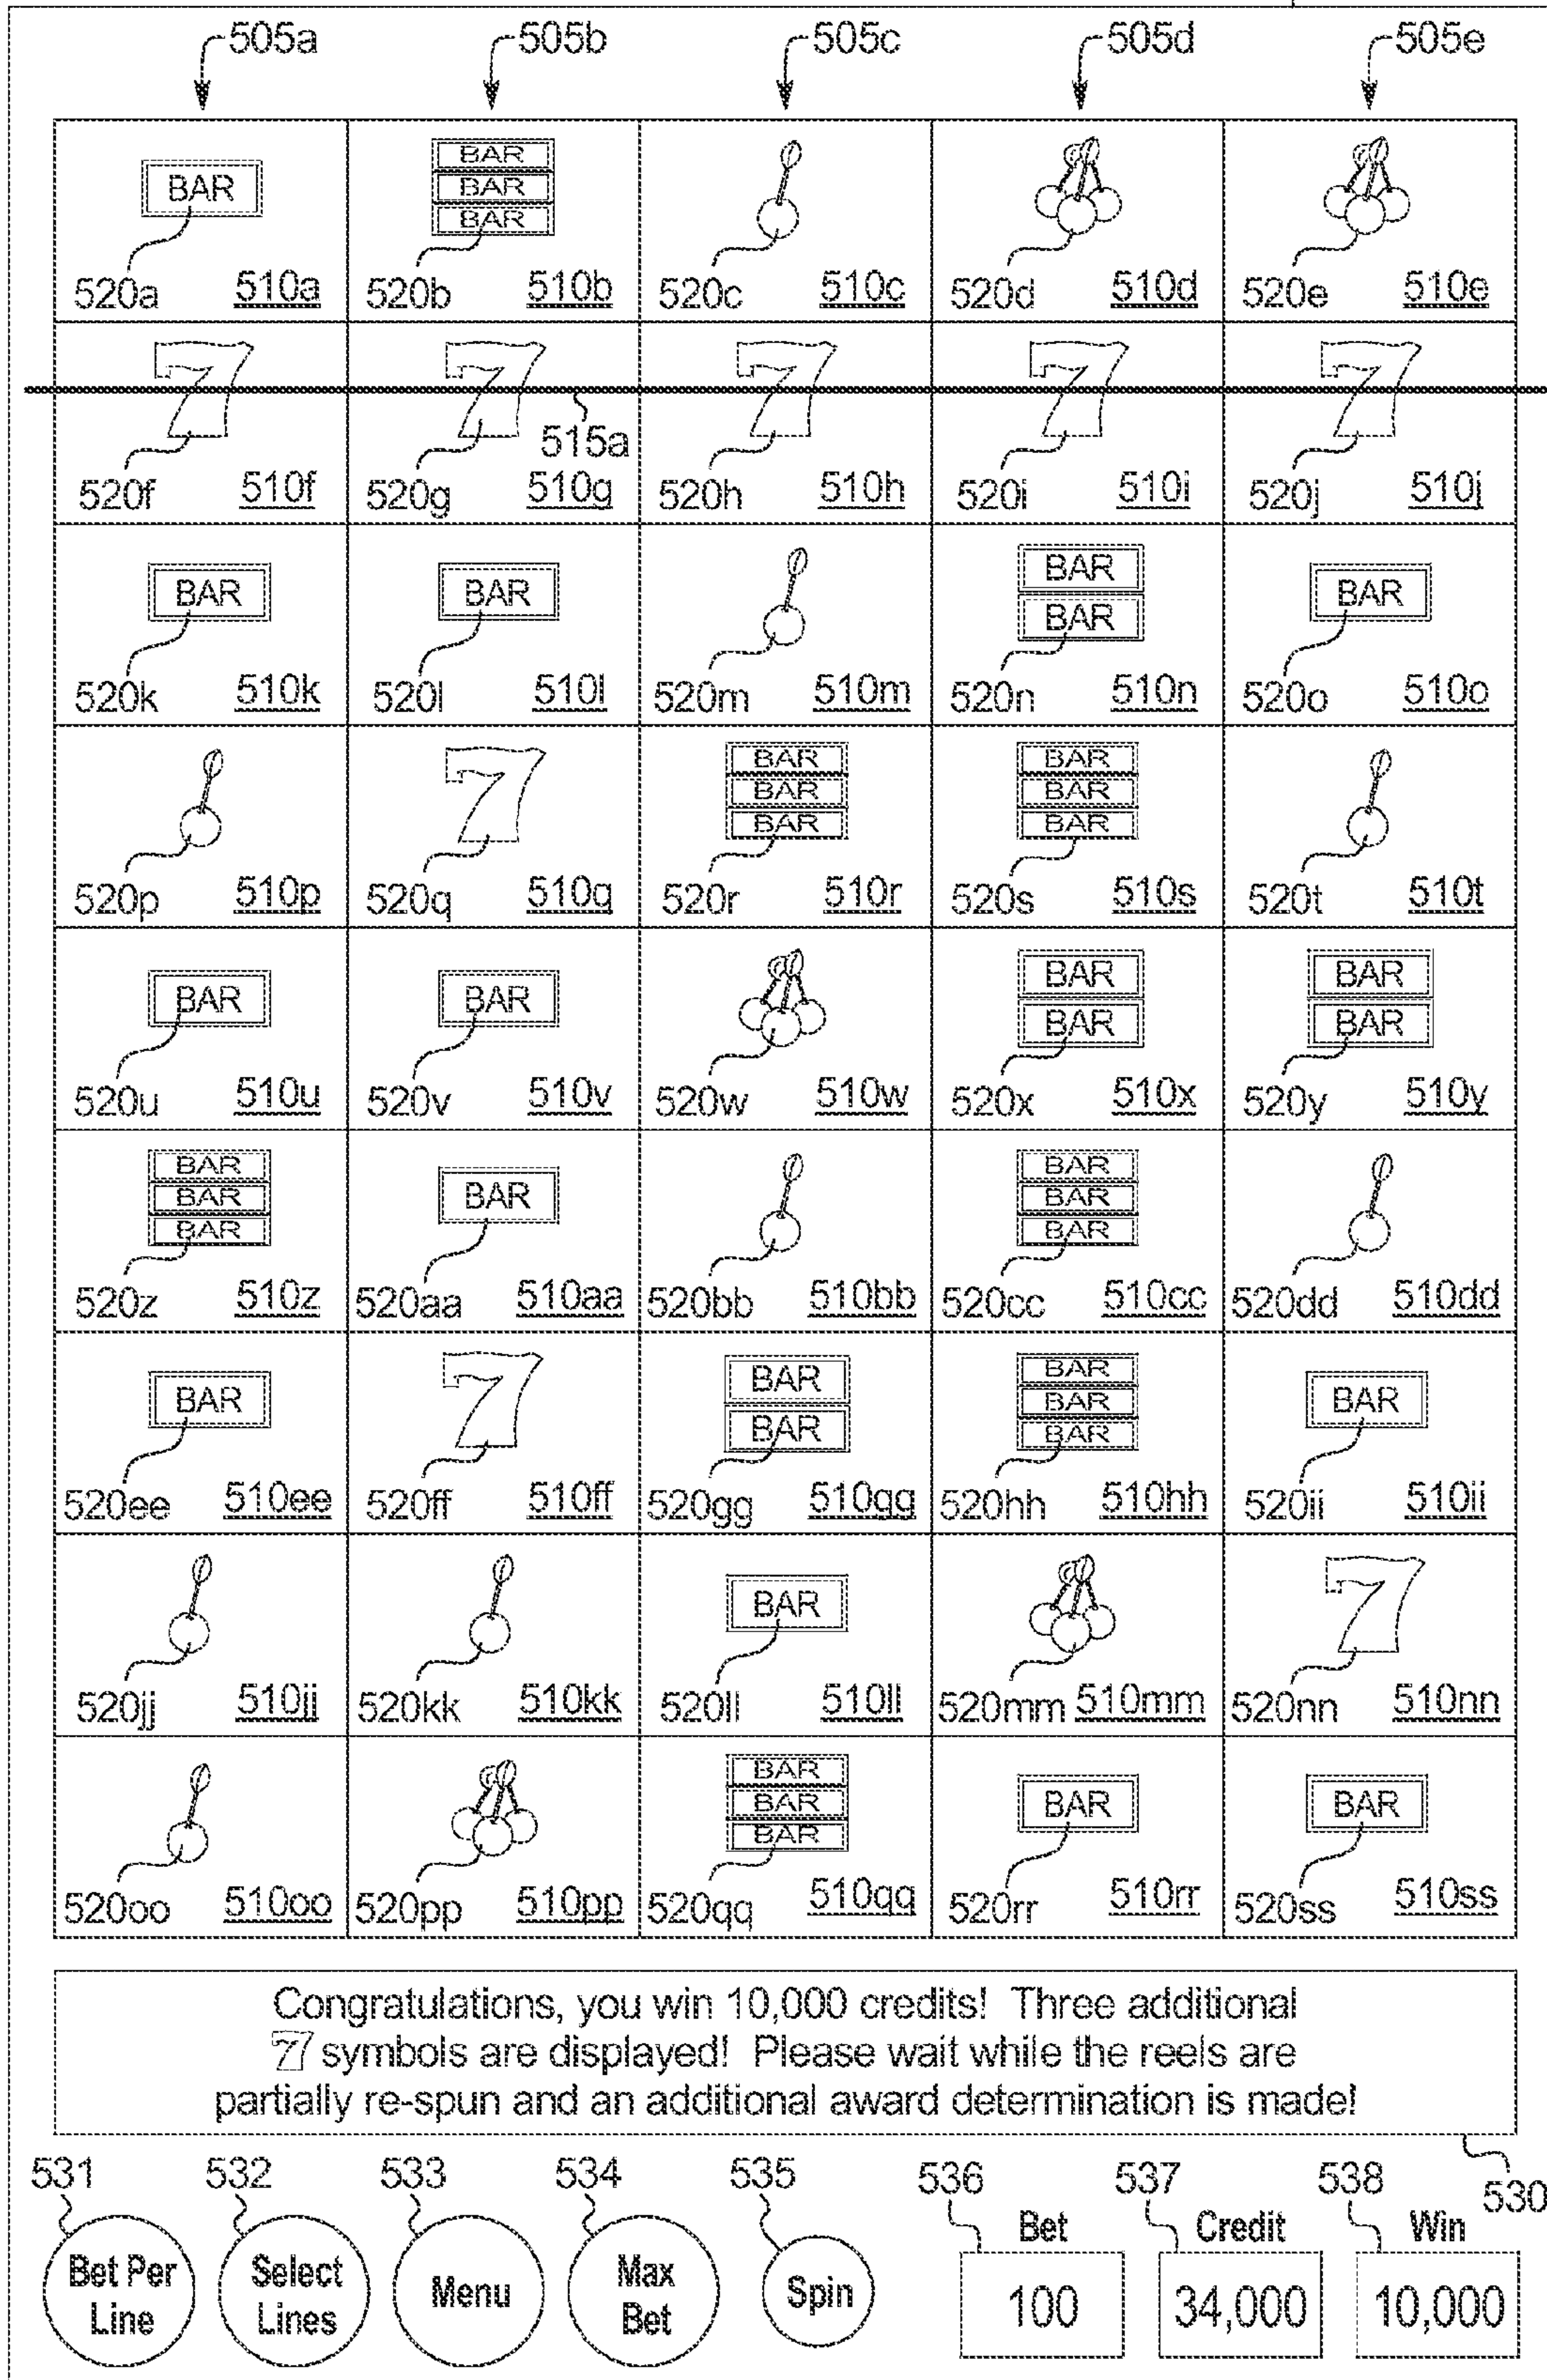 505a 505b 505c 505d 505e
BAR BAR
BAR
BAR
520a 510a 520b 510b 520c 510c 520d 510d 520e 510e
7 7 7 7 7
515a
520f 510f 520g 510g 520h 510h 520i 510i 520j 510j
BAR BAR BAR BAR
BAR
520k 510k 520l 510l 520m 510m 520n 510n 520o 510o
7 BAR BAR
BAR BAR
BAR BAR
520p 510p 520q 510q 520r 510r 520s 510s 520t 510t
BAR BAR BAR BAR
BAR BAR
520u 510u 520v 510v 520w 510w 520x 510x 520y 510y
BAR BAR BAR
BAR BAR
BAR BAR
520z 510z 520aa 510aa 520bb 510bb 520cc 510cc 520dd 510dd
BAR 7 BAR BAR BAR
BAR BAR
BAR
520ee 510ee 520ff 510ff 520gg 510gg 520hh 510hh 520ii 510ii
BAR 7
520jj 510jj 520kk 510kk 520ll 510ll 520mm 510mm 520nn 510nn
BAR BAR BAR
BAR
BAR
520oo 510oo 520pp 510pp 520qq 510qq 520rr 510rr 520ss 510ss
Congratulations, you win 10,000 credits! Three additional
7 symbols are displayed! Please wait while the reels are
partially re-spun and an additional award determination is made!
530
531 532 533 534 535 536 537 538
Bet Credit Win
Bet Per Select Menu Max Spin 100 34,000 10,000
Line Lines Bet